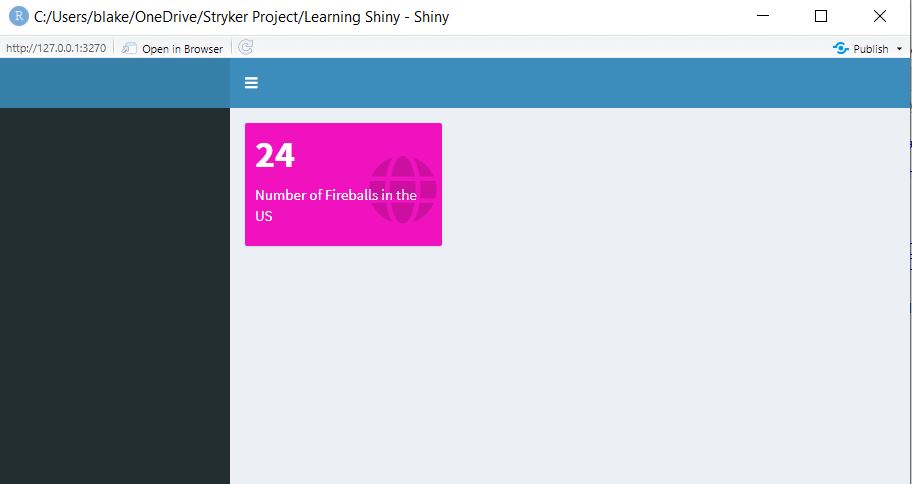 R C:/Users/blake/OneDrive/Stryker Project/Learning Shiny - Shiny
http://127.0.0.1:3270 Open in Browser Publish
24
Number of Fireballs in the
US